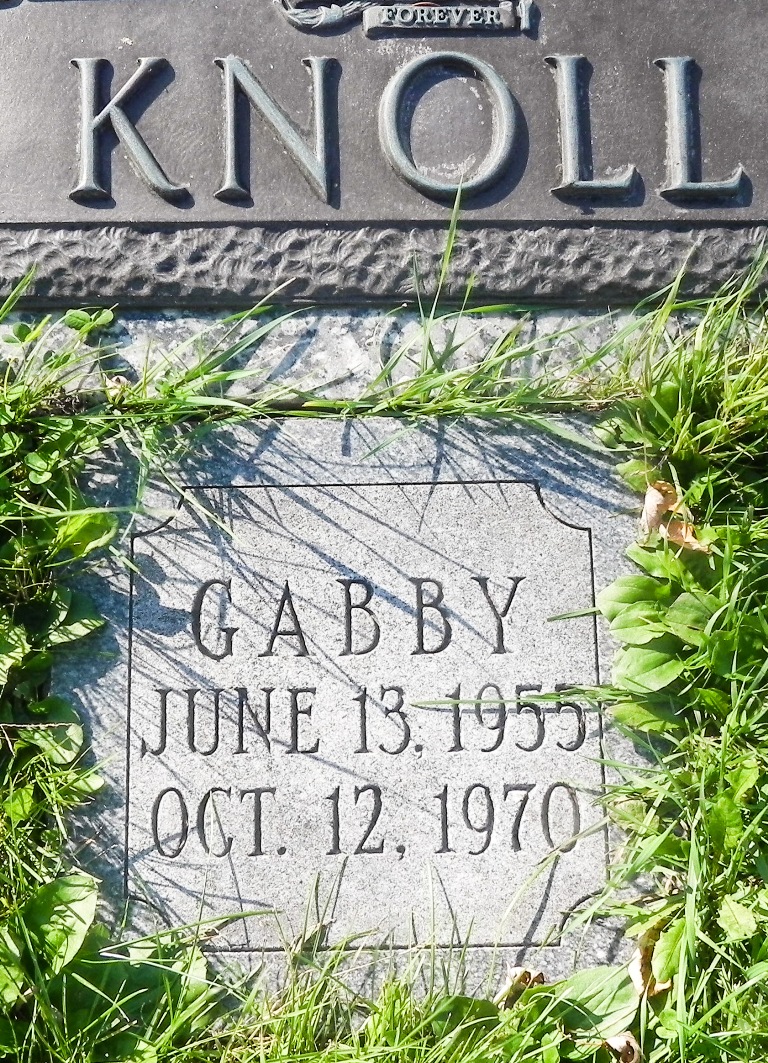 FOREVER
KNOLL
GABBY
JUNE 13, 1955
OCT. 12, 1970